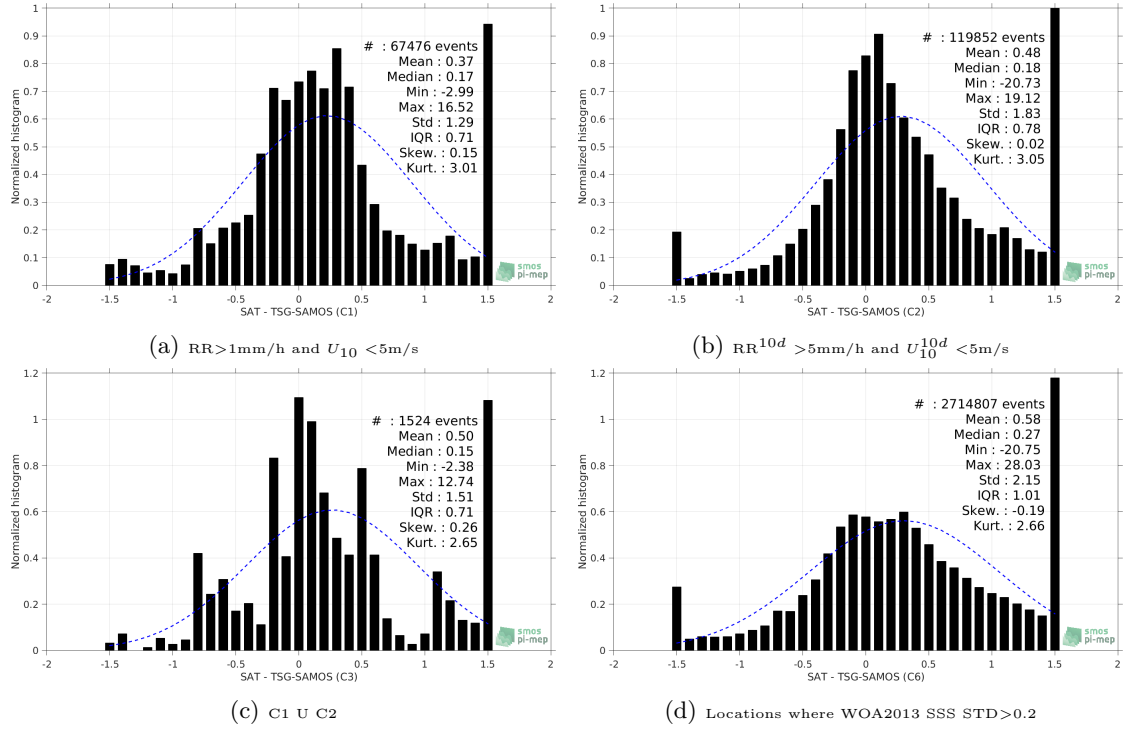 1
0.9
0.8
0.7
0.6
0.5
0.4
0.3
0.2
0.1
0
Normalized histogram
# : 67476 events
Mean : 0.37
Median : 0.17
Min : -2.99
Max : 16.52
Std : 1.29
IQR : 0.71
Skew. : 0.15
Kurt. : 3.01
smos
pi-mep
-2 -1.5 -1 -0.5 0 0.5 1 1.5 2
SAT - TSG-SAMOS (C1)
(a) RR>1mm/h and U10 <5m/s
1
0.9
0.8
0.7
0.6
0.5
0.4
0.3
0.2
0.1
0
Normalized histogram
# : 119852 events
Mean : 0.48
Median : 0.18
Min : -20.73
Max : 19.12
Std : 1.83
IQR : 0.78
Skew. : 0.02
Kurt. : 3.05
smos
pi-mep
-2 -1.5 -1 -0.5 0 0.5 1 1.5 2
SAT - TSG-SAMOS (C2)
(b) RR^10d >5mm/h and U_10^10d <5m/s
1.2
1
0.8
0.6
0.4
0.2
0
Normalized histogram
# : 1524 events
Mean : 0.50
Median : 0.15
Min : -2.38
Max : 12.74
Std : 1.51
IQR : 0.71
Skew. : 0.26
Kurt. : 2.65
smos
pi-mep
-2 -1.5 -1 -0.5 0 0.5 1 1.5 2
SAT - TSG-SAMOS (C3)
(c) C1 U C2
1.2
1
0.8
0.6
0.4
0.2
0
Normalized histogram
# : 2714807 events
Mean : 0.58
Median : 0.27
Min : -20.75
Max : 28.03
Std : 2.15
IQR : 1.01
Skew. : -0.19
Kurt. : 2.66
smos
pi-mep
-2 -1.5 -1 -0.5 0 0.5 1 1.5 2
SAT - TSG-SAMOS (C6)
(d) Locations where WOA2013 SSS STD>0.2